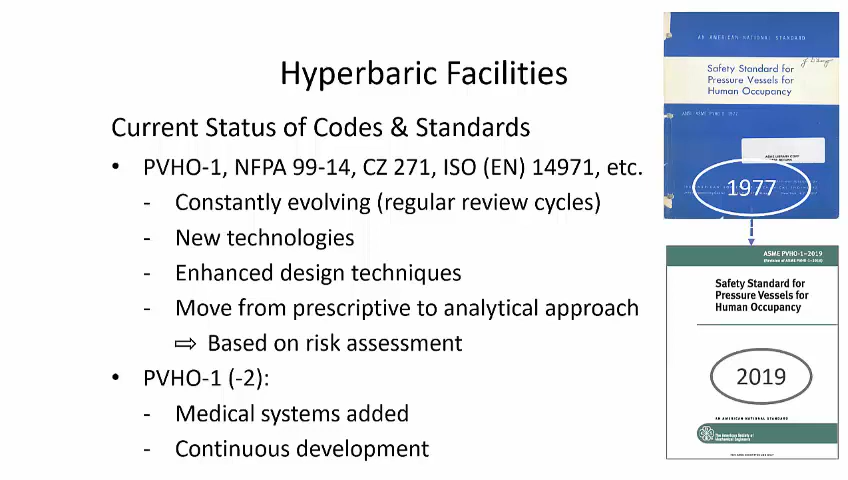 Hyperbaric Facilities
Current Status of Codes & Standards
• PVHO-1, NFPA 99-14, CZ 271, ISO (EN) 14971, etc.
- Constantly evolving (regular review cycles)
- New technologies
- Enhanced design techniques
- Move from prescriptive to analytical approach
⇨ Based on risk assessment
• PVHO-1 (-2):
- Medical systems added
- Continuous development
AN AMERICAN NATIONAL STANDARD
Safety Standard for
Pressure Vessels for
Human Occupancy
1977
ASME PVHO-1–2019
Safety Standard for
Pressure Vessels for
Human Occupancy
2019
AN AMERICAN NATIONAL STANDARD
The American Society of
Mechanical Engineers